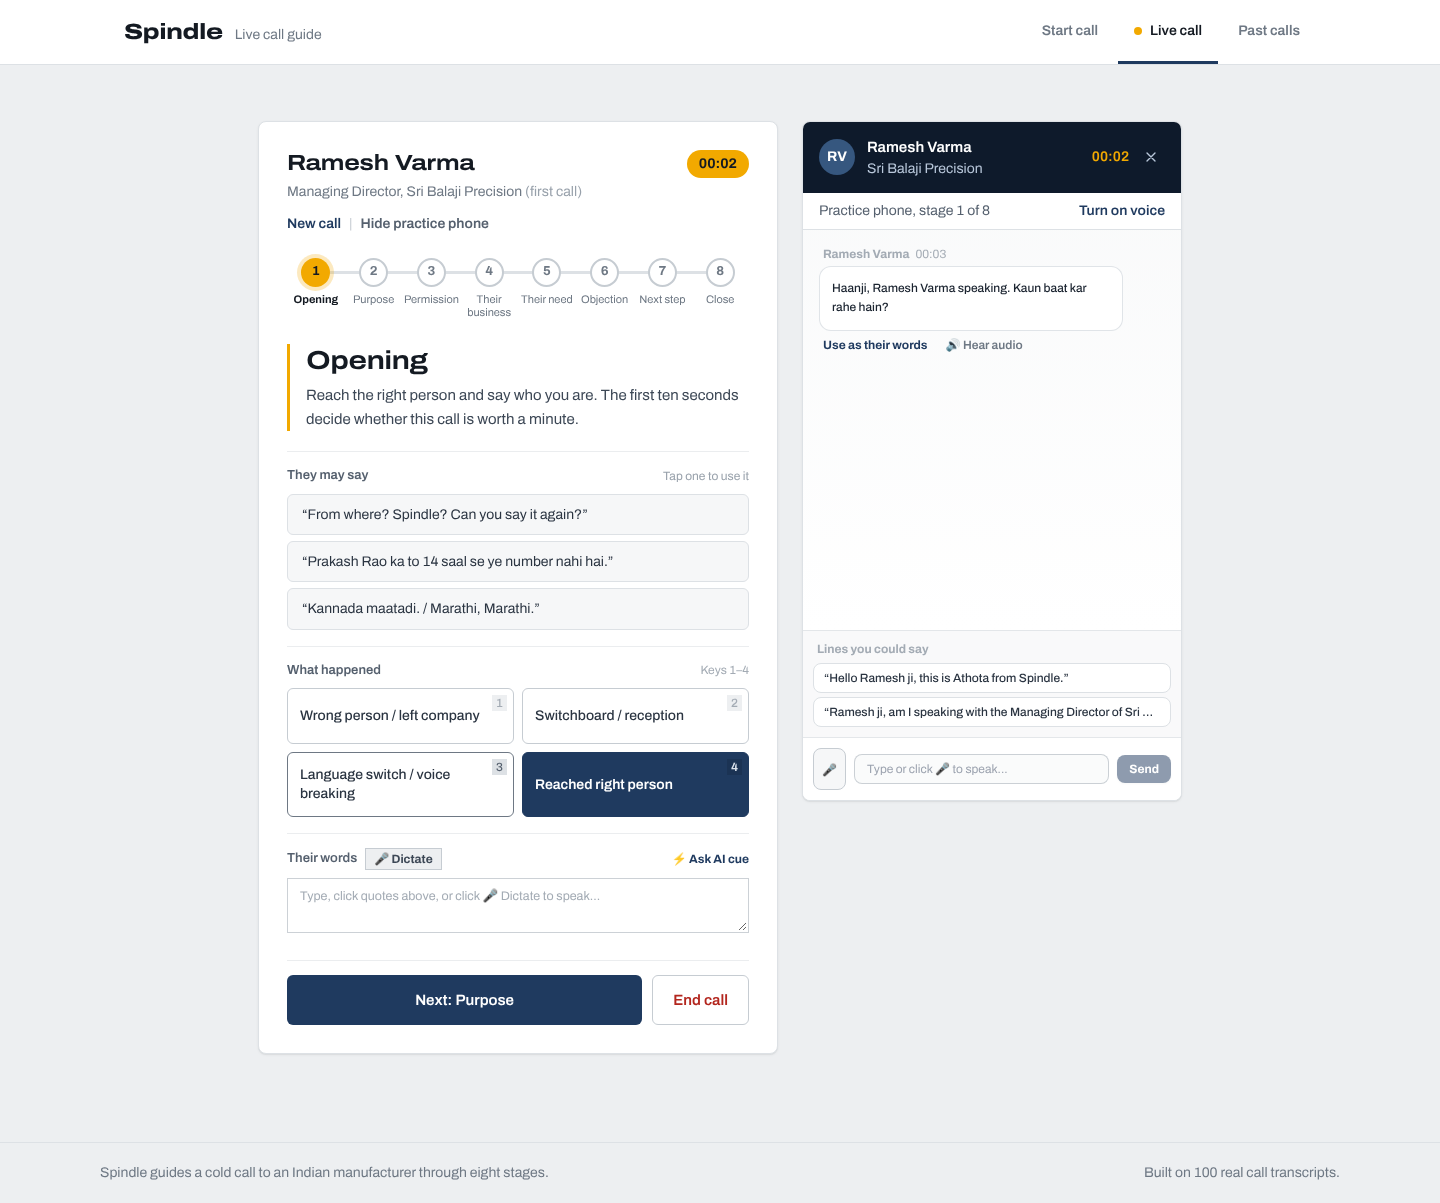 Spindle Live call guide
Start call
Live call
Past calls
Ramesh Varma
00:02
Managing Director, Sri Balaji Precision (first call)
New call | Hide practice phone
1 2 3 4 5 6 7 8
Opening Purpose Permission Their business Their need Objection Next step Close
Opening
Reach the right person and say who you are. The first ten seconds
decide whether this call is worth a minute.
They may say
Tap one to use it
“From where? Spindle? Can you say it again?”
“Prakash Rao ka to 14 saal se ye number nahi hai.”
“Kannada maatadi. / Marathi, Marathi.”
What happened
Keys 1–4
Wrong person / left company 1
Switchboard / reception 2
Language switch / voice
breaking 3
Reached right person 4
Their words
🎤 Dictate
⚡ Ask AI cue
Type, click quotes above, or click 🎤 Dictate to speak...
Next: Purpose
End call
RV
Ramesh Varma
Sri Balaji Precision
00:02
Practice phone, stage 1 of 8
Turn on voice
Ramesh Varma 00:03
Haanji, Ramesh Varma speaking. Kaun baat kar
rahe hain?
Use as their words
🔊 Hear audio
Lines you could say
“Hello Ramesh ji, this is Athota from Spindle.”
“Ramesh ji, am I speaking with the Managing Director of Sri ...
Type or click 🎤 to speak...
Send
Spindle guides a cold call to an Indian manufacturer through eight stages.
Built on 100 real call transcripts.